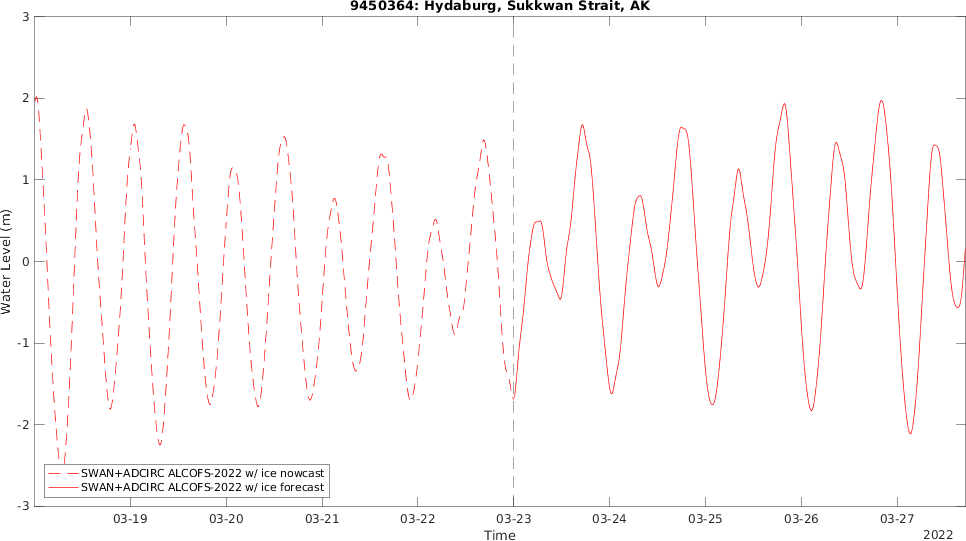 9450364: Hydaburg, Sukkwan Strait, AK
3
2
1
0
-1
-2
-3
Water Level (m)
SWAN+ADCIRC ALCOFS-2022 w/ ice nowcast
SWAN+ADCIRC ALCOFS-2022 w/ ice forecast
03-19 03-20 03-21 03-22 03-23 03-24 03-25 03-26 03-27
Time
2022